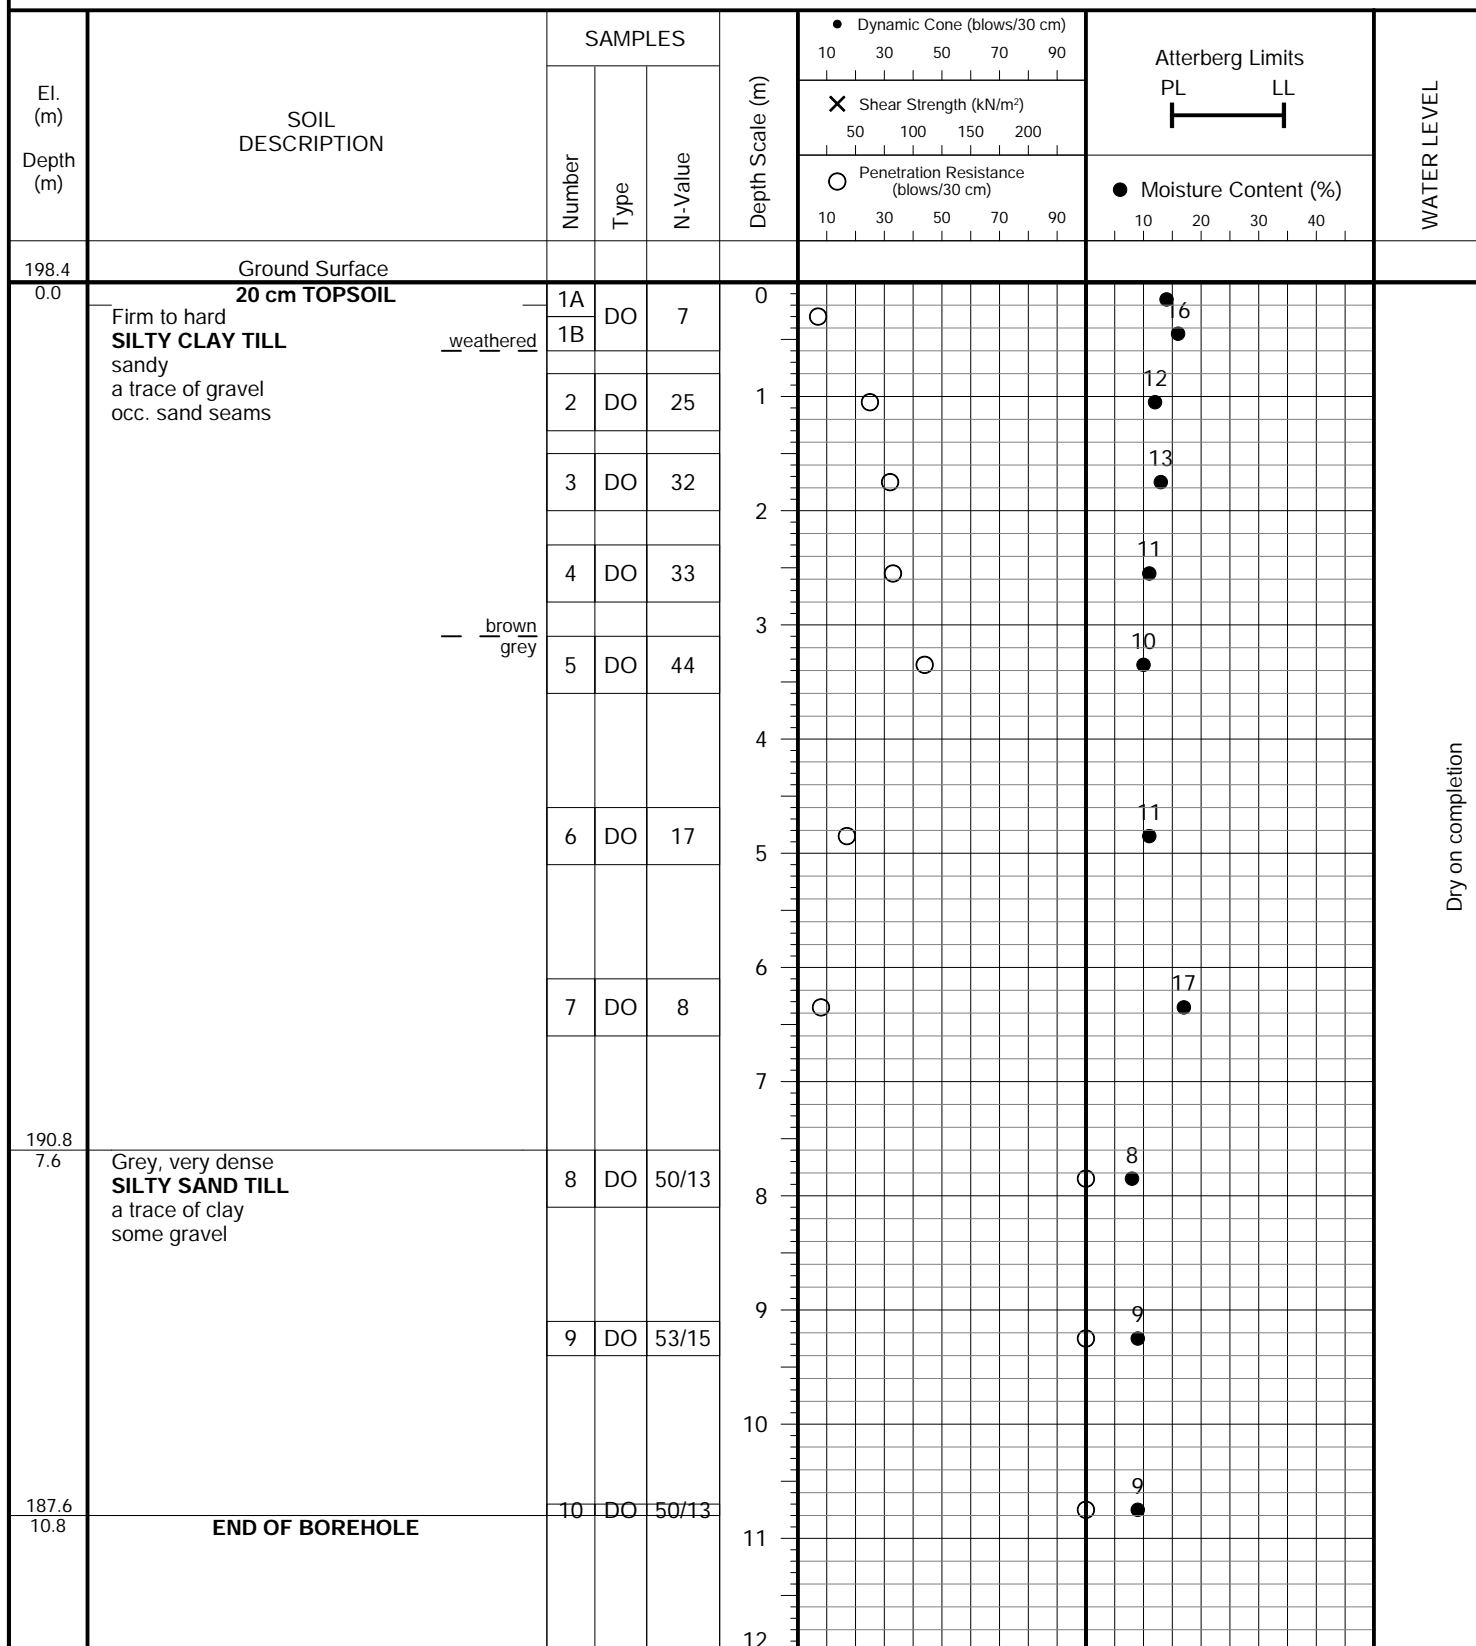 El.
(m)
Depth
(m)
SOIL
DESCRIPTION
SAMPLES
Number
Type
N-Value
Depth Scale (m)
Dynamic Cone (blows/30 cm)
10 30 50 70 90
Shear Strength (kN/m²)
50 100 150 200
Penetration Resistance
(blows/30 cm)
10 30 50 70 90
Atterberg Limits
PL LL
Moisture Content (%)
10 20 30 40
WATER LEVEL
198.4 Ground Surface
0.0 20 cm TOPSOIL
1A DO 7 0
16
Firm to hard
SILTY CLAY TILL
weathered
1B
sandy
a trace of gravel
occ. sand seams
12
1
2 DO 25
13
3 DO 32
2
11
4 DO 33
3
brown
grey
10
5 DO 44
4
11
6 DO 17
5
Dry on completion
6
17
7 DO 8
7
190.8
7.6
Grey, very dense
SILTY SAND TILL
a trace of clay
some gravel
8
8 DO 50/13
8
9
9
9 DO 53/15
10
9
187.6
10.8
10 DO 50/13
END OF BOREHOLE
11
12